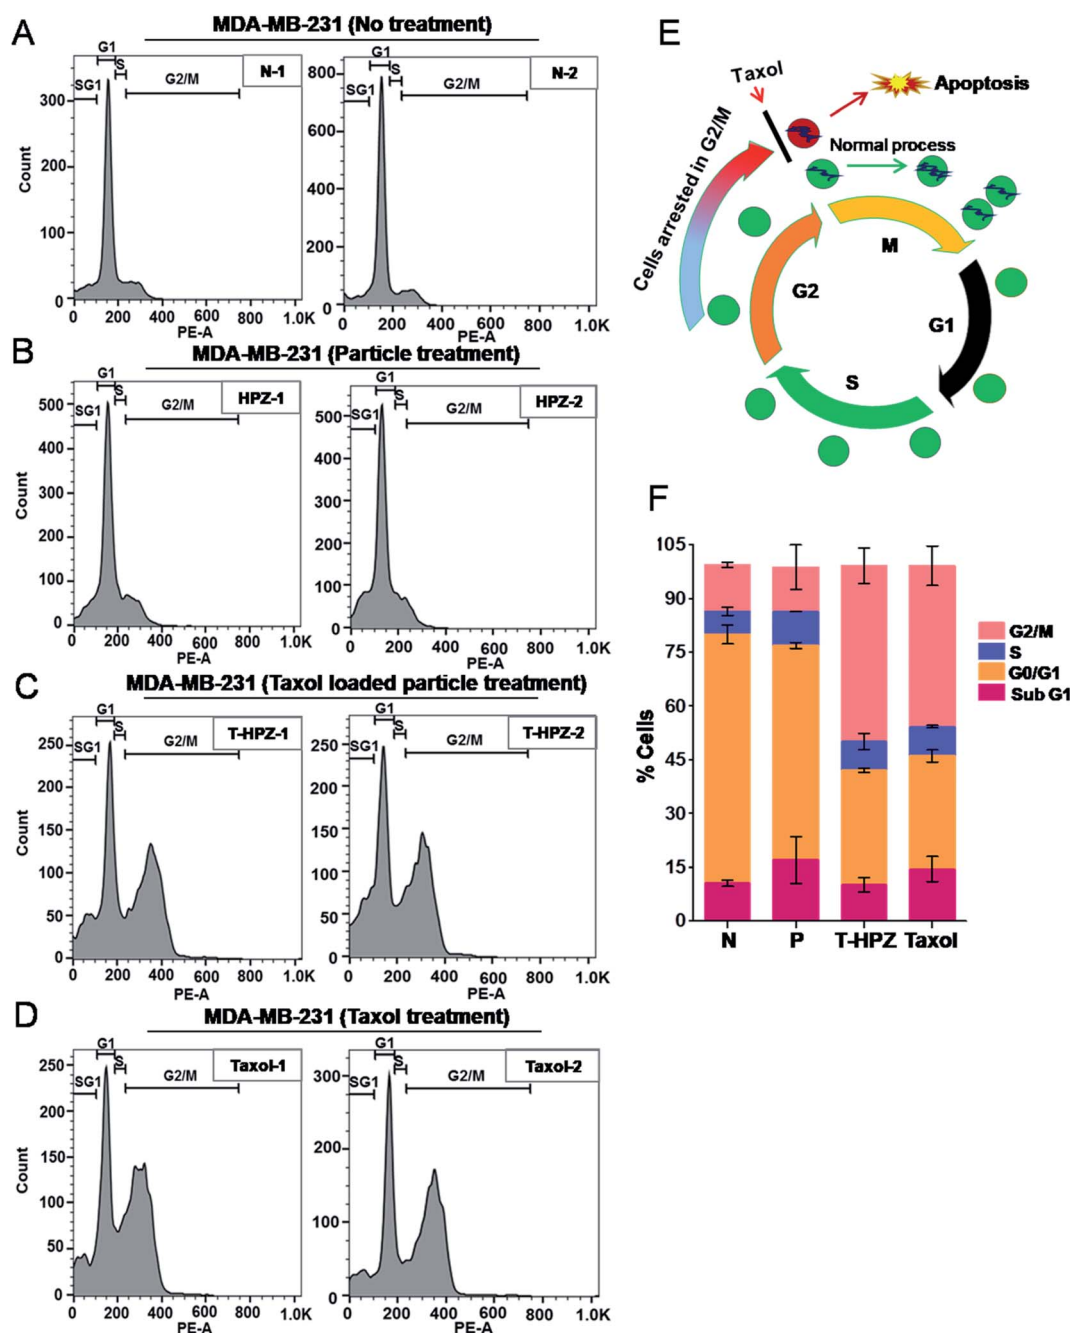 A
MDA-MB-231 (No treatment)
G1
S
SG1
G2/M
N-1
300
200
100
0
Count
0 200 400 600 800 1.0K
PE-A
G1
S
SG1
G2/M
N-2
800
600
400
200
0
0 200 400 600 800 1.0K
PE-A
B
MDA-MB-231 (Particle treatment)
G1
S
SG1
G2/M
HPZ-1
500
400
300
200
100
0
Count
0 200 400 600 800 1.0K
PE-A
G1
S
SG1
G2/M
HPZ-2
500
400
300
200
100
0
0 200 400 600 800 1.0K
PE-A
C
MDA-MB-231 (Taxol loaded particle treatment)
G1
S
SG1
G2/M
T-HPZ-1
250
200
150
100
50
0
Count
0 200 400 600 800 1.0K
PE-A
G1
S
SG1
G2/M
T-HPZ-2
250
200
150
100
50
0
0 200 400 600 800 1.0K
PE-A
D
MDA-MB-231 (Taxol treatment)
G1
S
SG1
G2/M
Taxol-1
250
200
150
100
50
0
Count
0 200 400 600 800 1.0K
PE-A
G1
S
SG1
G2/M
Taxol-2
300
200
100
0
0 200 400 600 800 1.0K
PE-A
E
Taxol
Apoptosis
Normal process
Cells arrested in G2/M
M
G2
G1
S
F
105
90
75
60
45
30
15
0
% Cells
N P T-HPZ Taxol
G2/M
S
G0/G1
Sub G1